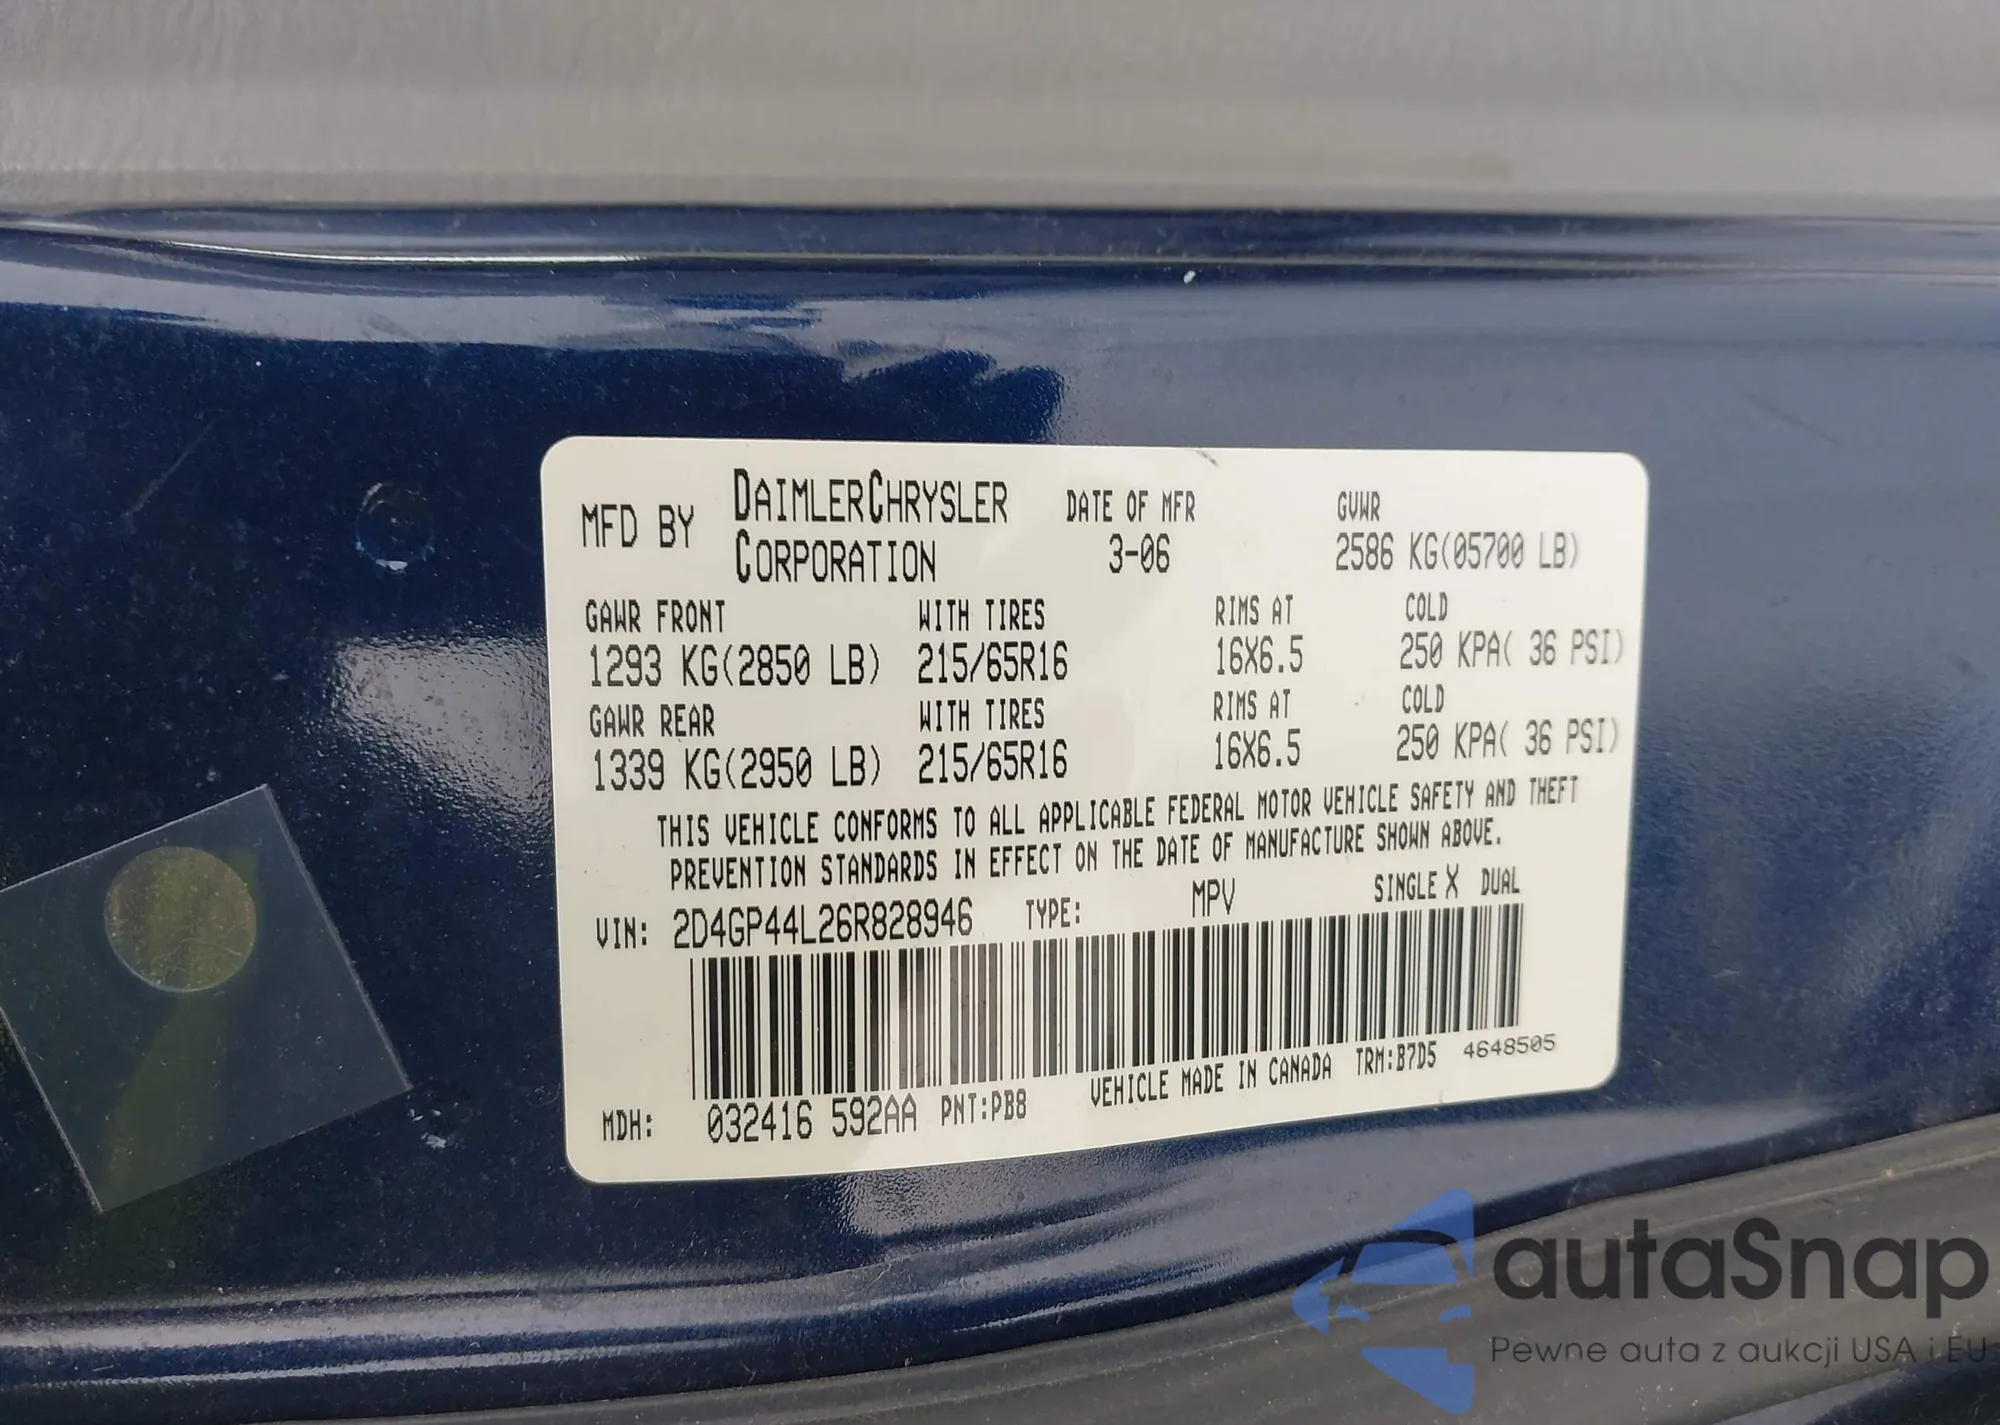 MFD BY DAIMLERCHRYSLER CORPORATION DATE OF MFR 3-06 GVWR 2586 KG(05700 LB)
GAWR FRONT WITH TIRES RIMS AT COLD
1293 KG(2850 LB) 215/65R16 16X6.5 250 KPA( 36 PSI)
GAWR REAR WITH TIRES RIMS AT COLD
1339 KG(2950 LB) 215/65R16 16X6.5 250 KPA( 36 PSI)
THIS VEHICLE CONFORMS TO ALL APPLICABLE FEDERAL MOTOR VEHICLE SAFETY AND THEFT
PREVENTION STANDARDS IN EFFECT ON THE DATE OF MANUFACTURE SHOWN ABOVE.
VIN: 2D4GP44L26R828946 TYPE: MPV SINGLE X DUAL
MDH: 032416 592AA PNT:PB8 VEHICLE MADE IN CANADA TRM:B7D5 4648505
autaSnap
Pewne auta z aukcji USA i EU